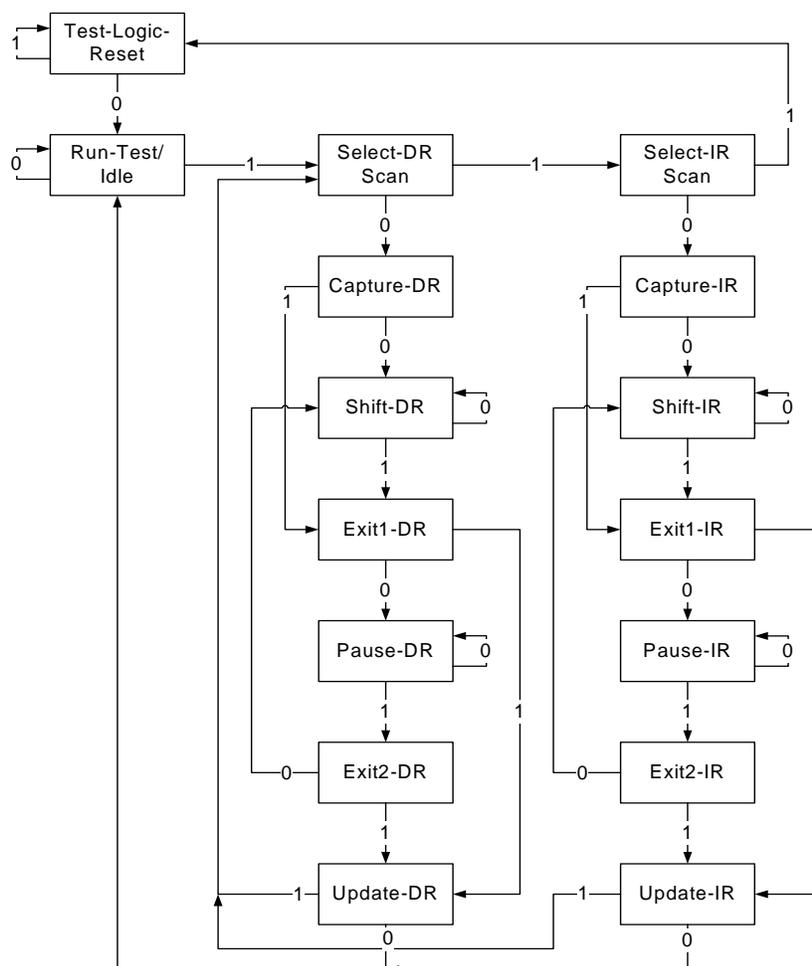 Test-Logic-
Reset
1
0
1
Run-Test/
Idle
0
1
Select-DR
Scan
1
Select-IR
Scan
0
0
Capture-DR
1
Capture-IR
1
0
0
Shift-DR
0
Shift-IR
0
1
1
Exit1-DR
Exit1-IR
0
0
Pause-DR
0
Pause-IR
0
1
1
1
0
Exit2-DR
0
Exit2-IR
1
1
1
Update-DR
1
Update-IR
0
0